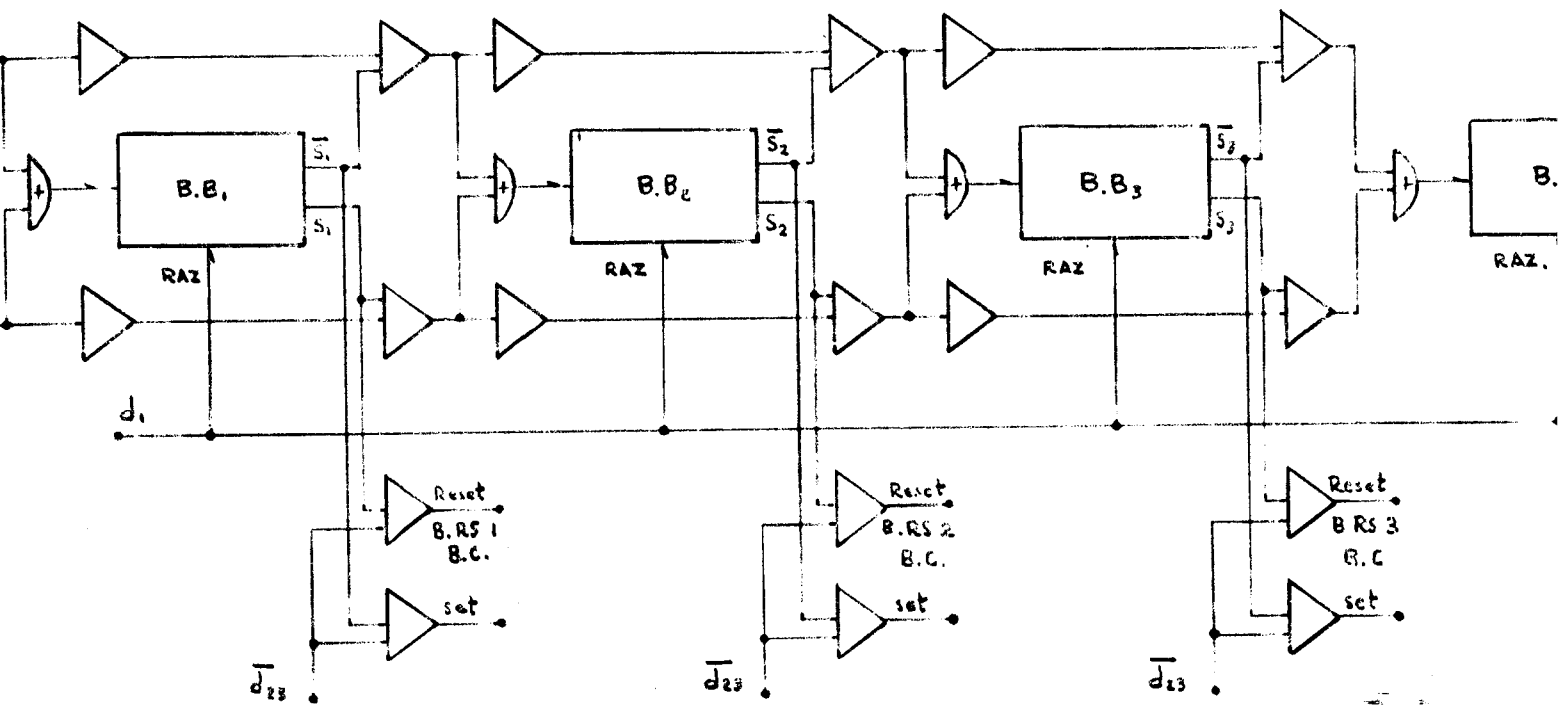 + B.B₁ S̅₁ S₁ RAZ
+ B.B₂ S̅₂ S₂ RAZ
+ B.B₃ S̅₃ S₃ RAZ
+ B. RAZ.
d₁
Reset
B.RS 1
B.C.
set
d̅₂₃
Reset
B.RS 2
B.C.
set
d̅₂₃
Reset
B RS 3
B.C
set
d̅₂₃